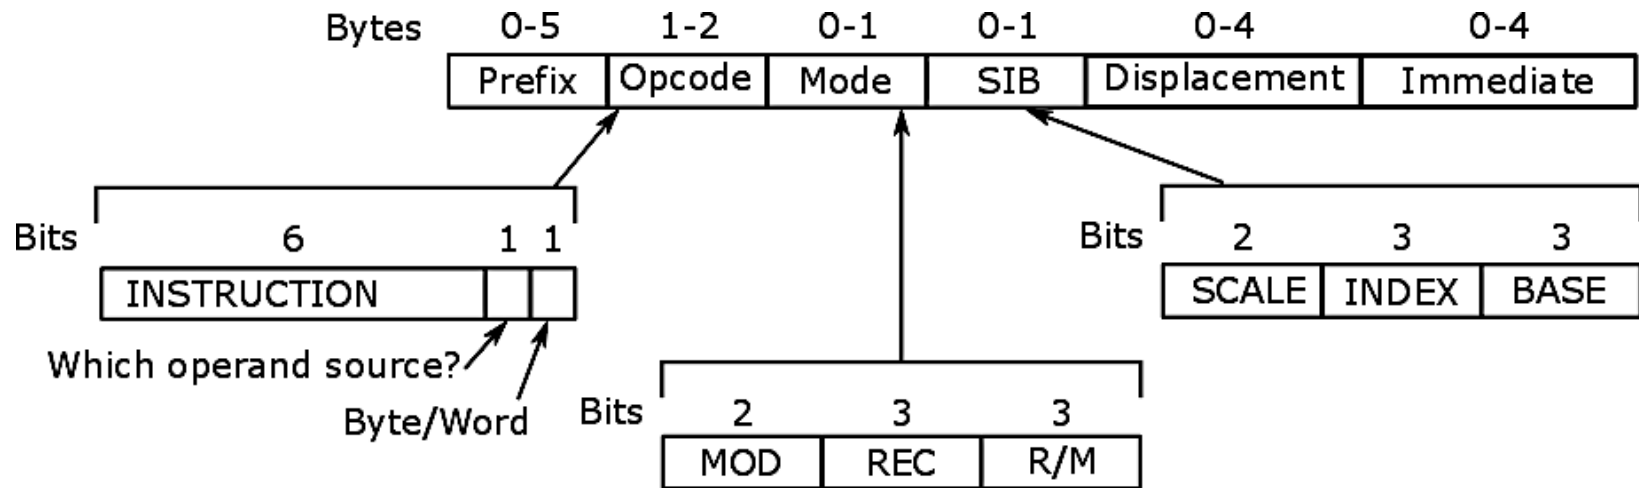 Bytes 0-5 1-2 0-1 0-1 0-4 0-4
Prefix Opcode Mode SIB Displacement Immediate
Bits 6 1 1
INSTRUCTION
Which operand source?
Byte/Word
Bits 2 3 3
MOD REC R/M
Bits 2 3 3
SCALE INDEX BASE